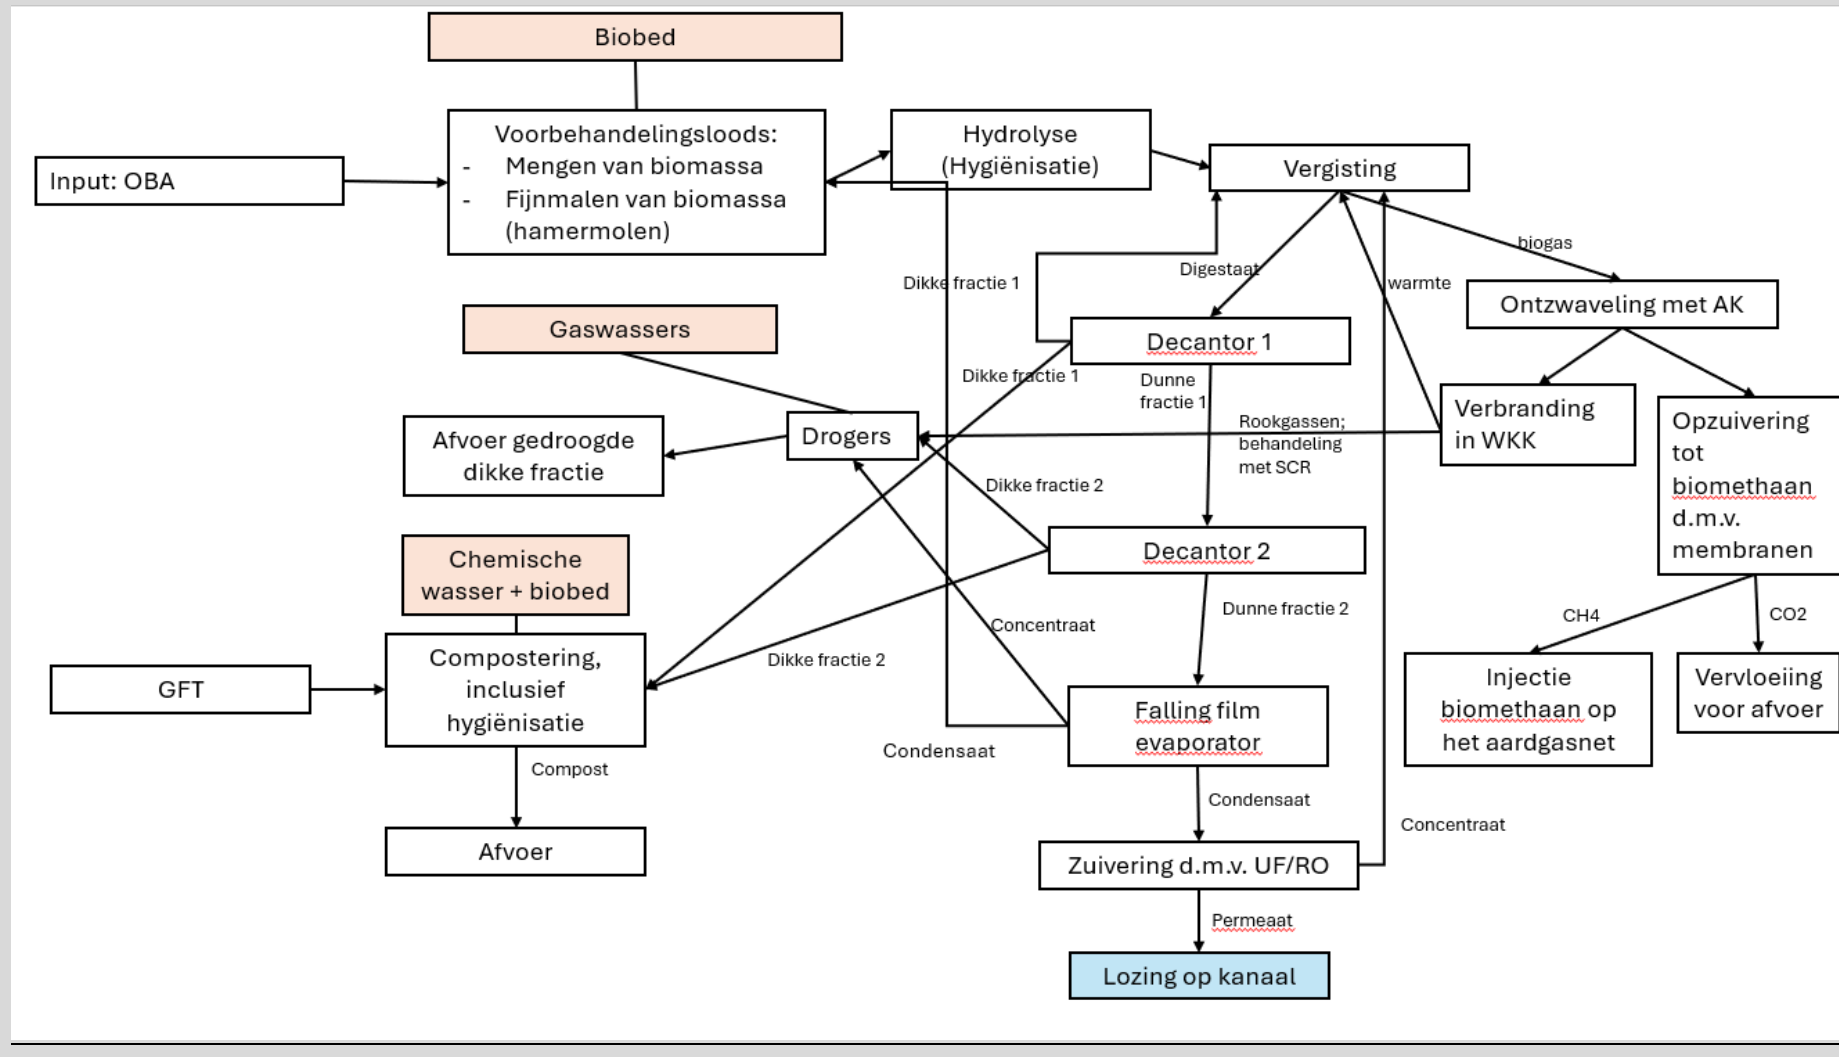 Biobed
Voorbehandelingsloods:
- Mengen van biomassa
- Fijnmalen van biomassa
(hamermolen)
Input: OBA
Hydrolyse
(Hygiënisatie)
Vergisting
biogas
Digestaat
warmte
Dikke fractie 1
Ontzwaveling met AK
Gaswassers
Decantor 1
Dikke fractie 1
Dunne
fractie 1
Verbranding
in WKK
Opzuivering
tot
biomethaan
d.m.v.
membranen
Rookgassen;
behandeling
met SCR
Drogers
Afvoer gedroogde
dikke fractie
Dikke fractie 2
Decantor 2
Chemische
wasser + biobed
Dunne fractie 2
Concentraat
CH4
CO2
Compostering,
inclusief
hygiënisatie
Dikke fractie 2
GFT
Falling film
evaporator
Injectie
biomethaan op
het aardgasnet
Vervloeiing
voor afvoer
Condensaat
Compost
Condensaat
Concentraat
Afvoer
Zuivering d.m.v. UF/RO
Permeaat
Lozing op kanaal